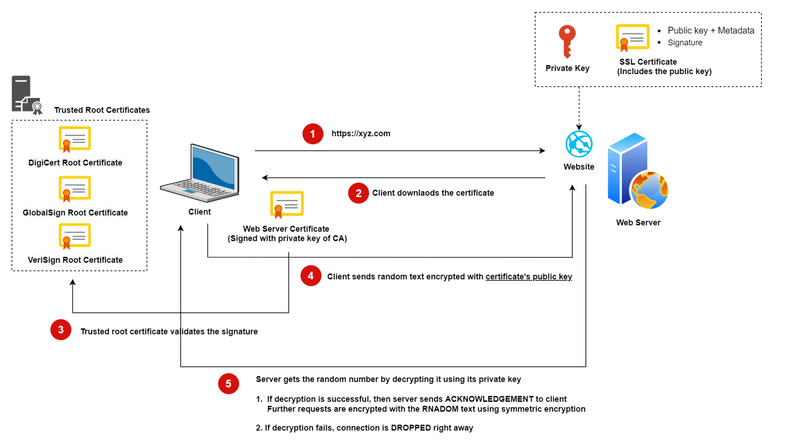 Public key + Metadata
Signature
Private Key
SSL Certificate
(Includes the public key)
Trusted Root Certificates
1
https://xyz.com
DigiCert Root Certificate
Website
2
Client downlaods the certificate
GlobalSign Root Certificate
Client
Web Server
Web Server Certificate
(Signed with private key of CA)
VeriSign Root Certificate
4
Client sends random text encrypted with certificate's public key
3
Trusted root certificate validates the signature
5
Server gets the random number by decrypting it using its private key
1. If decryption is successful, then server sends ACKNOWLEDGEMENT to client
Further requests are encrypted with the RNADOM text using symmetric encryption
2. If decryption fails, connection is DROPPED right away